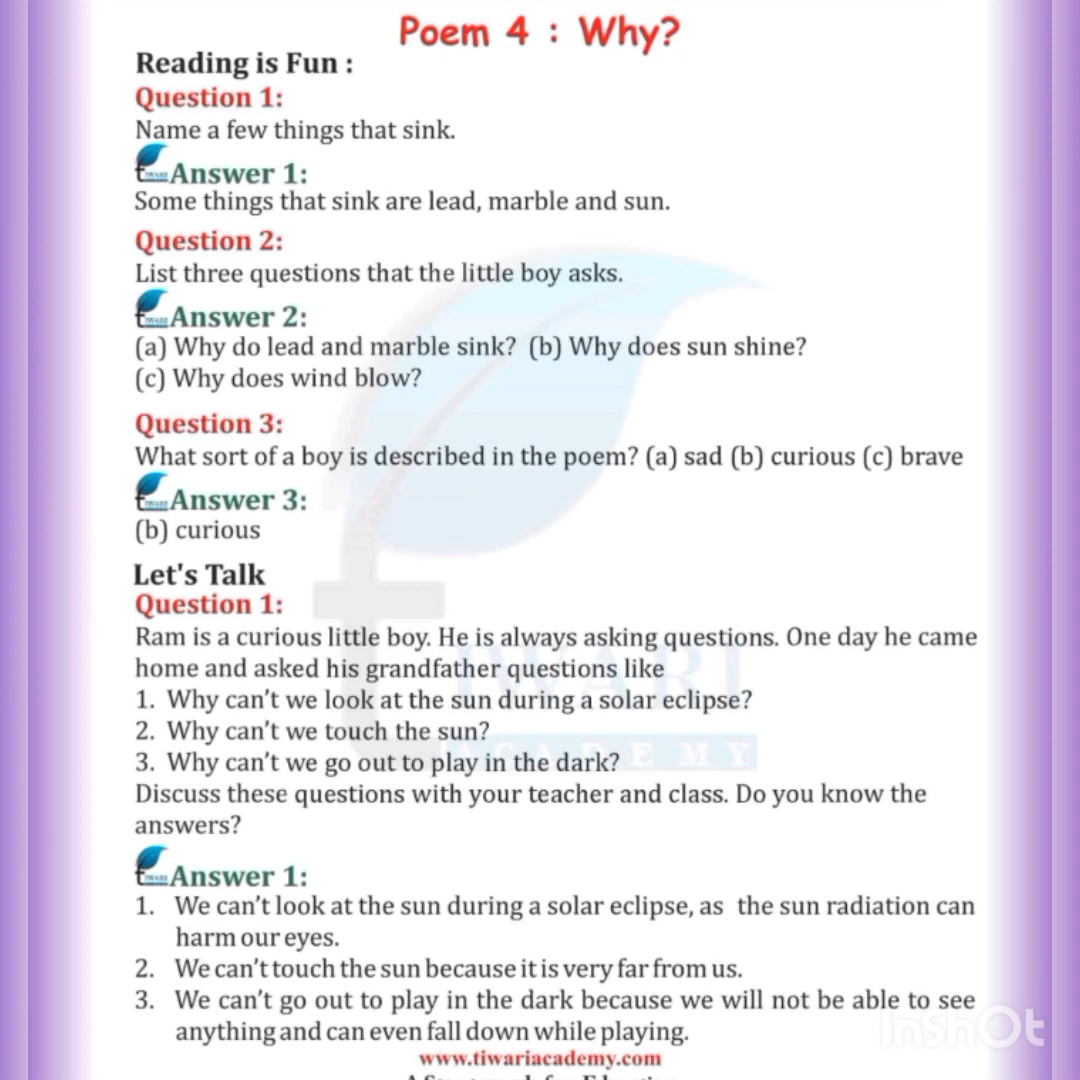 Poem 4 : Why?
Reading is Fun :
Question 1:
Name a few things that sink.
Answer 1:
Some things that sink are lead, marble and sun.
Question 2:
List three questions that the little boy asks.
Answer 2:
(a) Why do lead and marble sink? (b) Why does sun shine?
(c) Why does wind blow?
Question 3:
What sort of a boy is described in the poem? (a) sad (b) curious (c) brave
Answer 3:
(b) curious
Let's Talk
Question 1:
Ram is a curious little boy. He is always asking questions. One day he came
home and asked his grandfather questions like
1. Why can't we look at the sun during a solar eclipse?
2. Why can't we touch the sun?
3. Why can't we go out to play in the dark?
Discuss these questions with your teacher and class. Do you know the
answers?
Answer 1:
1. We can't look at the sun during a solar eclipse, as the sun radiation can
harm our eyes.
2. We can't touch the sun because it is very far from us.
3. We can't go out to play in the dark because we will not be able to see
anything and can even fall down while playing.
www.tiwariacademy.com
TIWARI
ACADEMY
InShOt